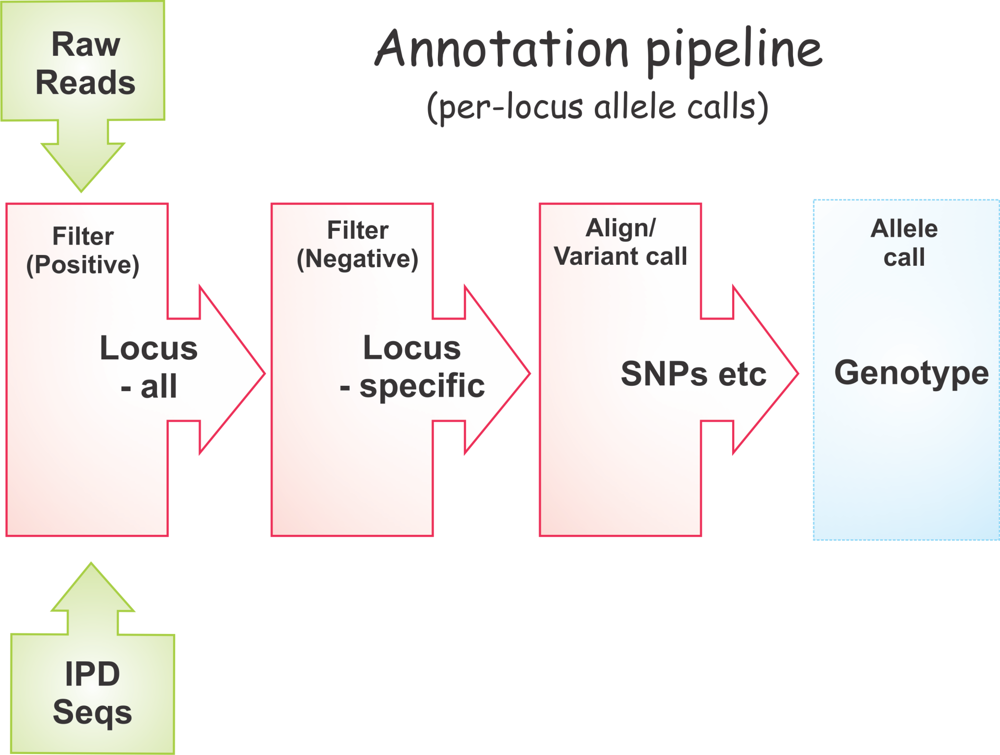 Raw
Reads
Annotation pipeline
(per-locus allele calls)
Filter
(Positive)
Locus
- all
Filter
(Negative)
Locus
- specific
Align/
Variant call
SNPs etc
Allele
call
Genotype
IPD
Seqs